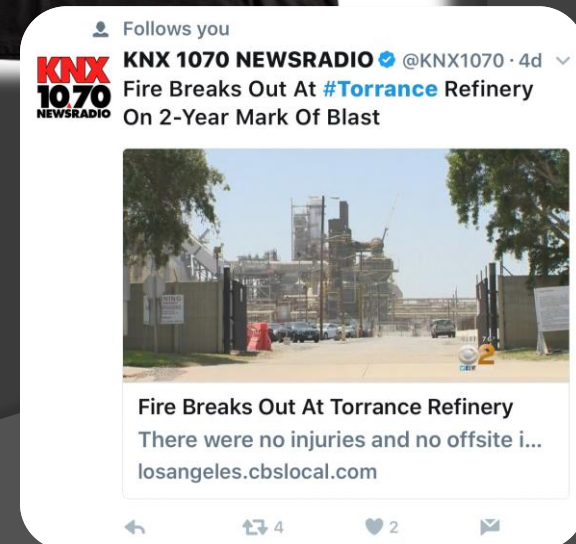 Follows you
KNX 1070 NEWSRADIO @KNX1070 · 4d
KNX
1070
NEWSRADIO
Fire Breaks Out At #Torrance Refinery
On 2-Year Mark Of Blast
2
Fire Breaks Out At Torrance Refinery
There were no injuries and no offsite i...
losangeles.cbslocal.com
4 2